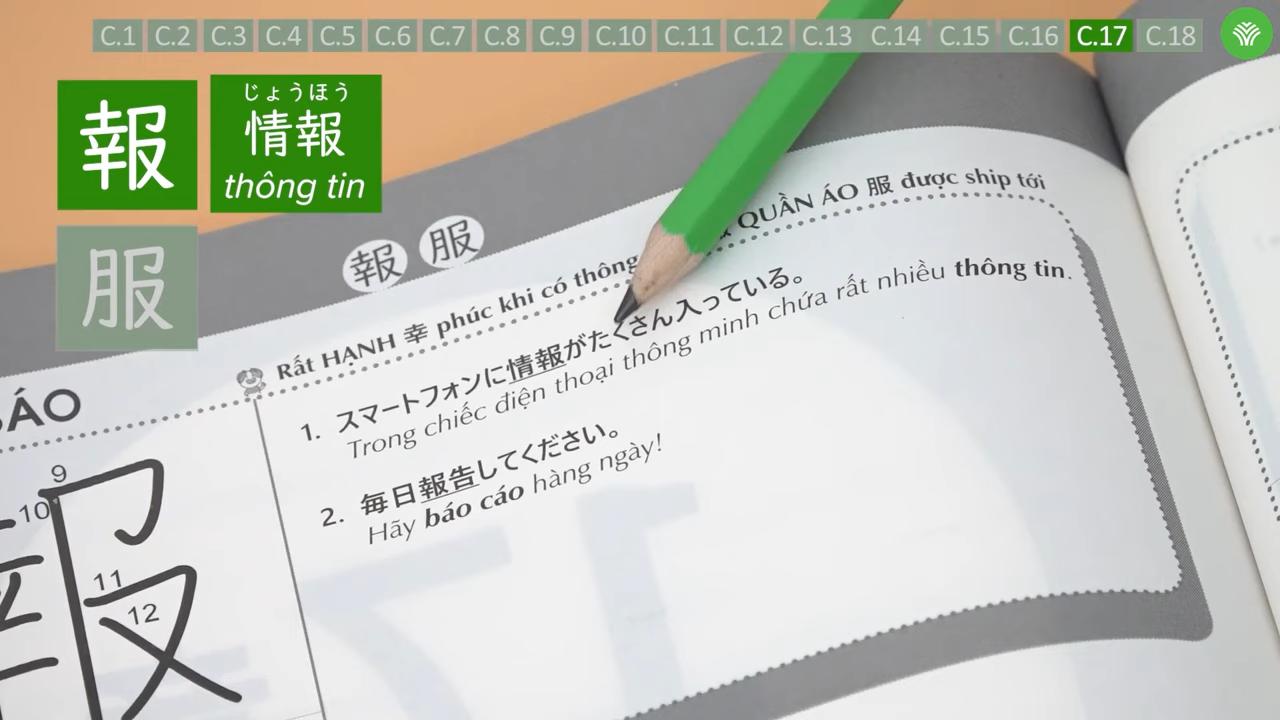 C.1 C.2 C.3 C.4 C.5 C.6 C.7 C.8 C.9 C.10 C.11 C.12 C.13 C.14 C.15 C.16 C.17 C.18
報
じょうほう
情報
thông tin
服
報 服
Rất HẠNH 幸 phúc khi có thông QUẦN ÁO 服 được ship tới
1. スマートフォンに情報がたくさん入っている。
Trong chiếc điện thoại thông minh chứa rất nhiều thông tin.
2. 毎日報告してください。
Hãy báo cáo hàng ngày!
9
10
11
12
報